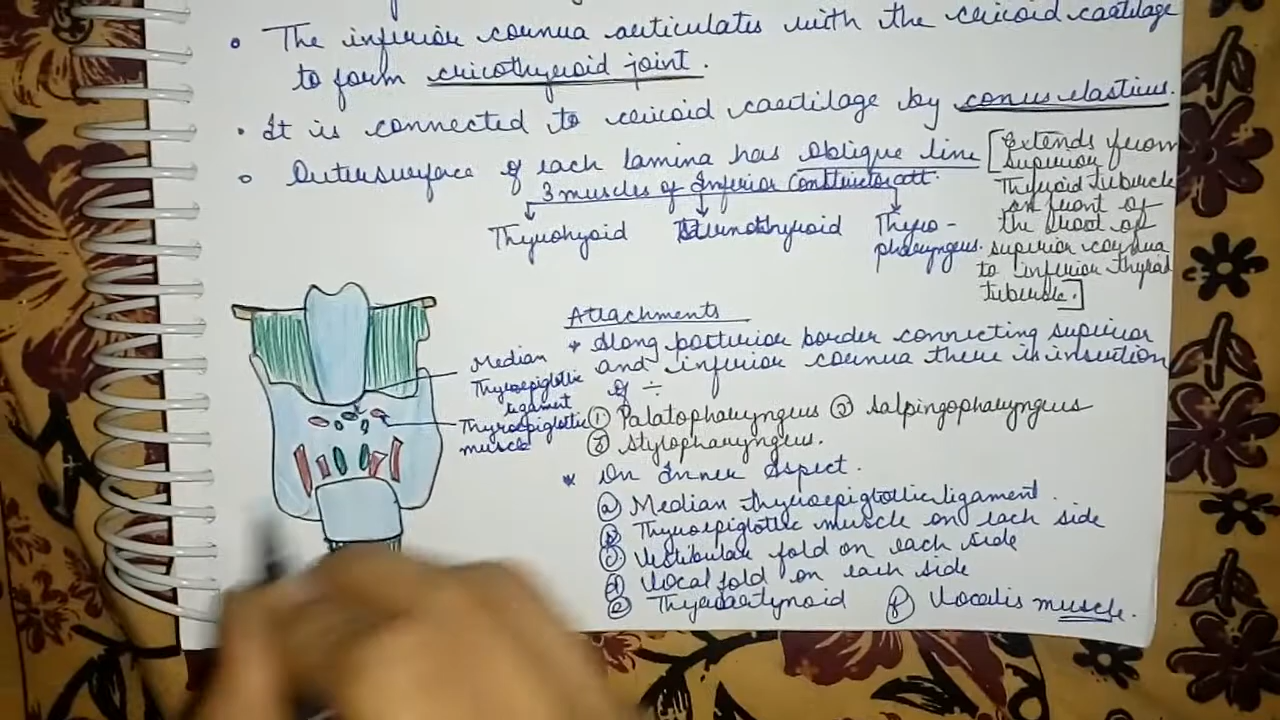 • The inferior cornua articulates with the cricoid cartilage
to form cricothyroid joint.
• It is connected to cricoid cartilage by conus elasticus.
• Outersurface of each lamina has oblique line [Extends from
superior
Thyroid tubercle
in front of
the root of
superior cornua
to inferior thyroid
tubercle.]
3 muscles of Inferior Constrictor att.
Thyrohyoid Sternothyroid Thyro-
pharyngeus.
Attachments
* Along posterior border connecting superior
and inferior cornua there is insertion
of ÷
① Palatopharyngeus ② Salpingopharyngeus
③ Stylopharyngeus.
* On Inner Aspect.
ⓐ Median thyroepiglottic ligament.
ⓑ Thyroepiglottic muscle on each side
ⓒ Vestibular fold on each side
ⓓ Vocal fold on each side
ⓔ Thyroarytnoid ⓕ Vocalis muscle.
Median
Thyroepiglottic
ligament
Thyroepiglottic
muscle